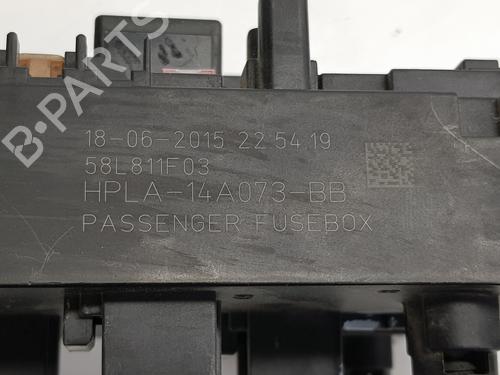 B-PARTS
18-06-2015 22:54:19
58L811F03
HPLA-14A073-BB
PASSENGER FUSEBOX